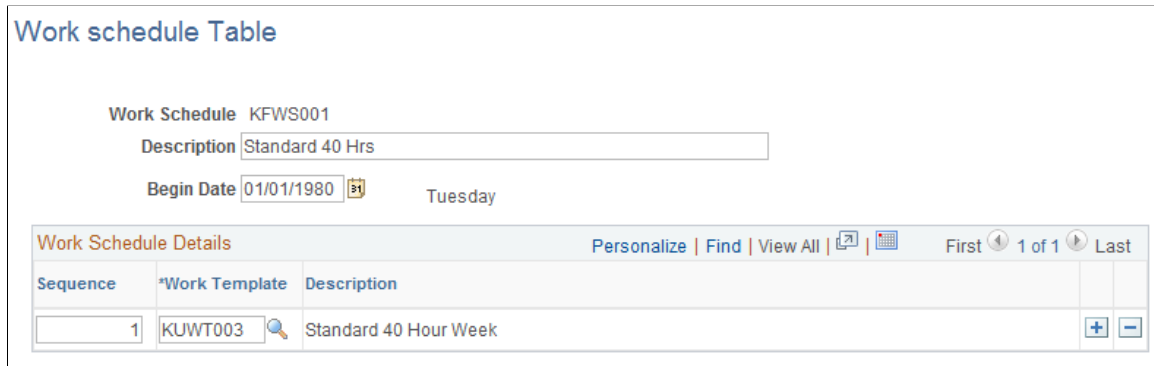 Work schedule Table
Work Schedule KFWS001
Description Standard 40 Hrs
Begin Date 01/01/1980 31 Tuesday
Work Schedule Details Personalize | Find | View All | | First 1 of 1 Last
Sequence *Work Template Description
1 KUWT003 Standard 40 Hour Week + -